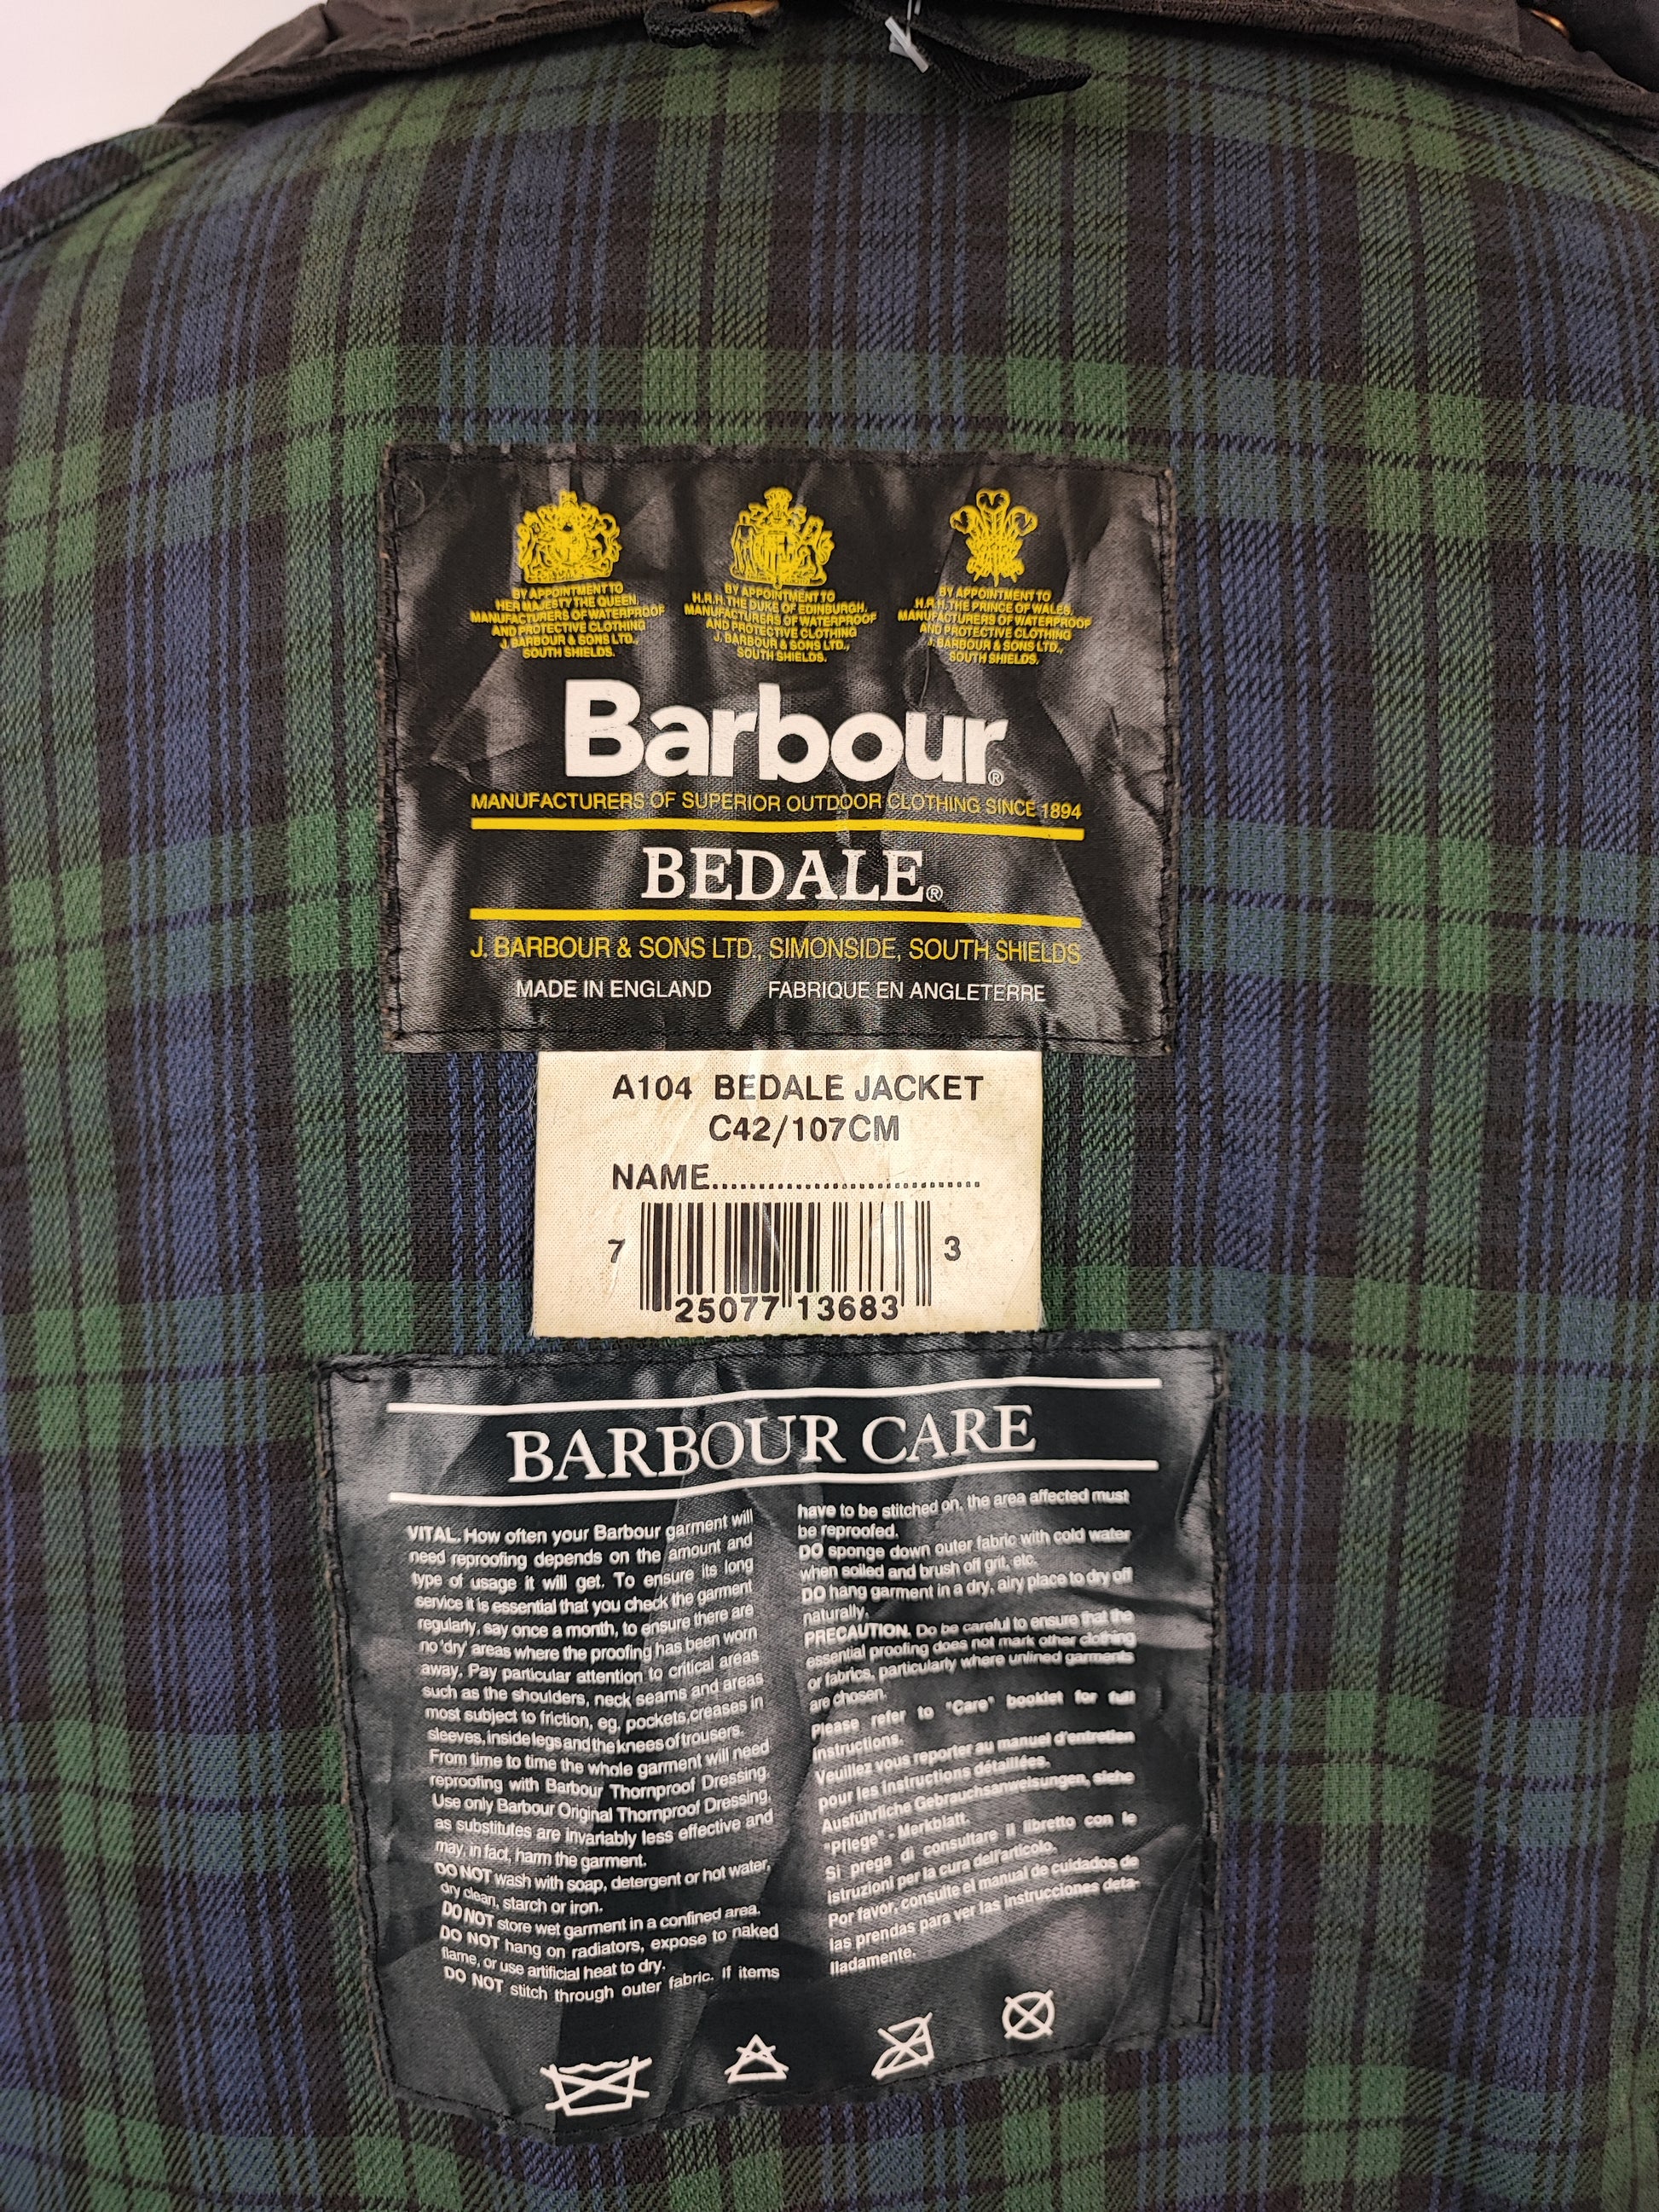 BY APPOINTMENT TO
HER MAJESTY THE QUEEN,
MANUFACTURERS OF WATERPROOF
AND PROTECTIVE CLOTHING
J. BARBOUR & SONS LTD.,
SOUTH SHIELDS.
BY APPOINTMENT TO
H.R.H. THE DUKE OF EDINBURGH,
MANUFACTURERS OF WATERPROOF
AND PROTECTIVE CLOTHING
J. BARBOUR & SONS LTD.,
SOUTH SHIELDS.
BY APPOINTMENT TO
H.R.H. THE PRINCE OF WALES,
MANUFACTURERS OF WATERPROOF
AND PROTECTIVE CLOTHING
J. BARBOUR & SONS LTD.,
SOUTH SHIELDS.
Barbour®
MANUFACTURERS OF SUPERIOR OUTDOOR CLOTHING SINCE 1894
BEDALE®
J. BARBOUR & SONS LTD., SIMONSIDE, SOUTH SHIELDS
MADE IN ENGLAND FABRIQUE EN ANGLETERRE
A104 BEDALE JACKET
C42/107CM
NAME..............................
7 25077 13683 3
BARBOUR CARE
VITAL. How often your Barbour garment will
need reproofing depends on the amount and
type of usage it will get. To ensure its long
service it is essential that you check the garment
regularly, say once a month, to ensure there are
no 'dry' areas where the proofing has been worn
away. Pay particular attention to critical areas
such as the shoulders, neck seams and areas
most subject to friction, eg. pockets, creases in
sleeves, inside legs and the knees of trousers.
From time to time the whole garment will need
reproofing with Barbour Thornproof Dressing.
Use only Barbour Original Thornproof Dressing,
as substitutes are invariably less effective and
may, in fact, harm the garment.
DO NOT wash with soap, detergent or hot water,
dry clean, starch or iron.
DO NOT store wet garment in a confined area.
DO NOT hang on radiators, expose to naked
flame, or use artificial heat to dry.
DO NOT stitch through outer fabric. If items
have to be stitched on, the area affected must
be reproofed.
DO sponge down outer fabric with cold water
when soiled and brush off grit, etc.
DO hang garment in a dry, airy place to dry off
naturally.
PRECAUTION. Do be careful to ensure that the
essential proofing does not mark other clothing
or fabrics, particularly where unlined garments
are chosen.
Please refer to "Care" booklet for full
instructions.
Veuillez vous reporter au manuel d'entretien
pour les instructions détaillées.
Ausführliche Gebrauchsanweisungen, siehe
"Pflege" - Merkblatt.
Si prega di consultare il libretto con le
istruzioni per la cura dell'articolo.
Por favor, consulte el manual de cuidados de
las prendas para ver las instrucciones deta-
lladamente.